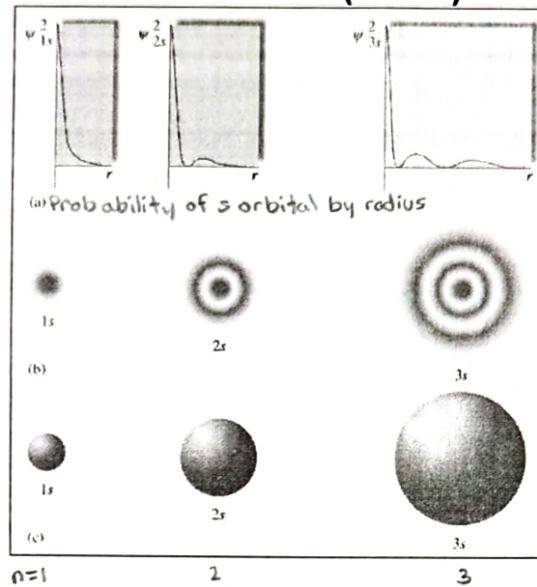 ψ²1s ψ²2s ψ²3s
r r r
(a) Probability of s orbital by radius
1s 2s 3s
(b)
1s 2s 3s
(c)
n=1 2 3